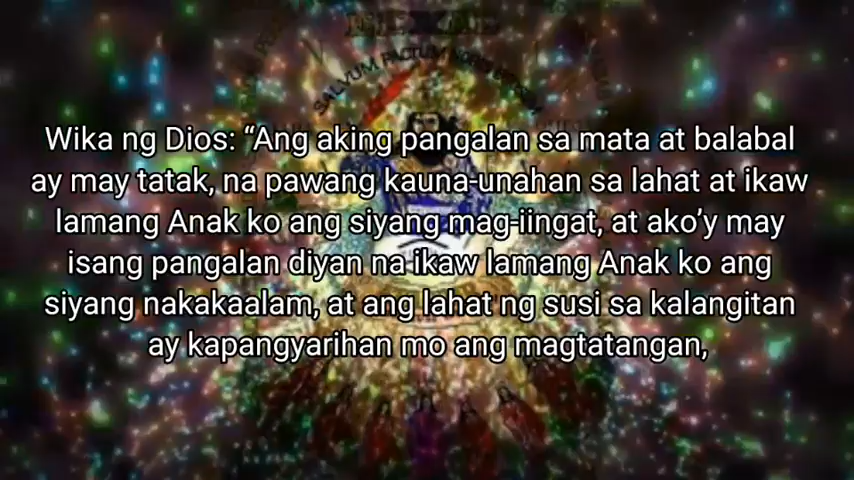 SALVUM FACTUM
Wika ng Dios: “Ang aking pangalan sa mata at balabal
ay may tatak, na pawang kauna-unahan sa lahat at ikaw
lamang Anak ko ang siyang mag-iingat, at ako’y may
isang pangalan diyan na ikaw lamang Anak ko ang
siyang nakakaalam, at ang lahat ng susi sa kalangitan
ay kapangyarihan mo ang magtatangan,